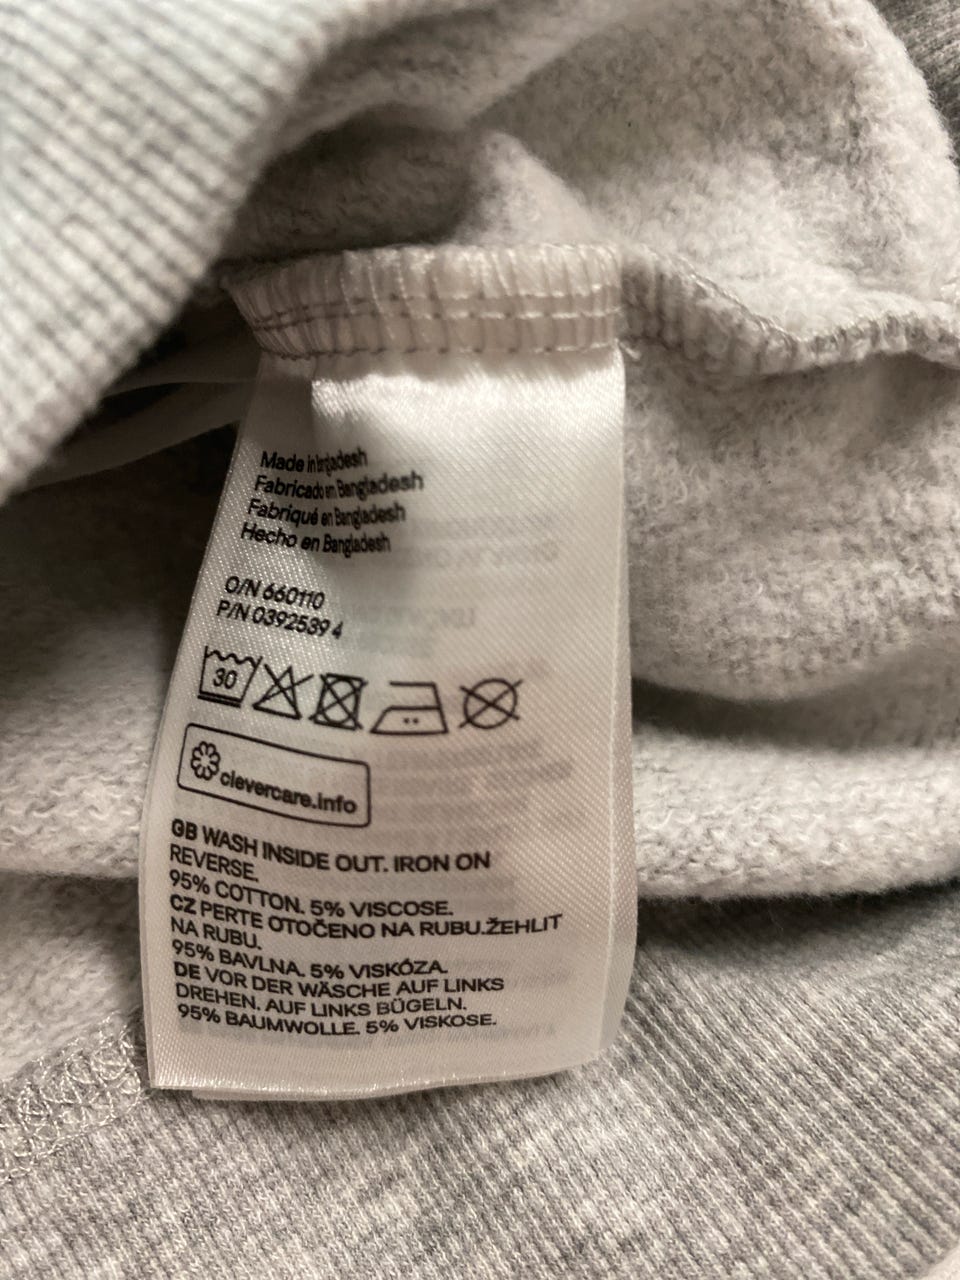 Made in Bangladesh
Fabricado en Bangladesh
Fabriqué en Bangladesh
Hecho en Bangladesh
O/N 660110
P/N 0392539 4
30
clevercare.info
GB WASH INSIDE OUT. IRON ON
REVERSE.
95% COTTON. 5% VISCOSE.
CZ PERTE OTOČENO NA RUBU.ŽEHLIT
NA RUBU.
95% BAVLNA. 5% VISKÓZA.
DE VOR DER WÄSCHE AUF LINKS
DREHEN. AUF LINKS BÜGELN.
95% BAUMWOLLE. 5% VISKOSE.